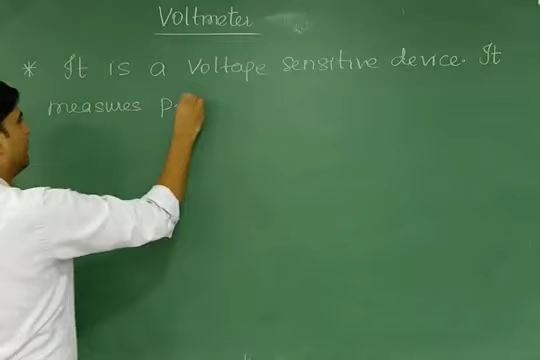 Voltmeter
* It is a Voltage sensitive device. It
measures p